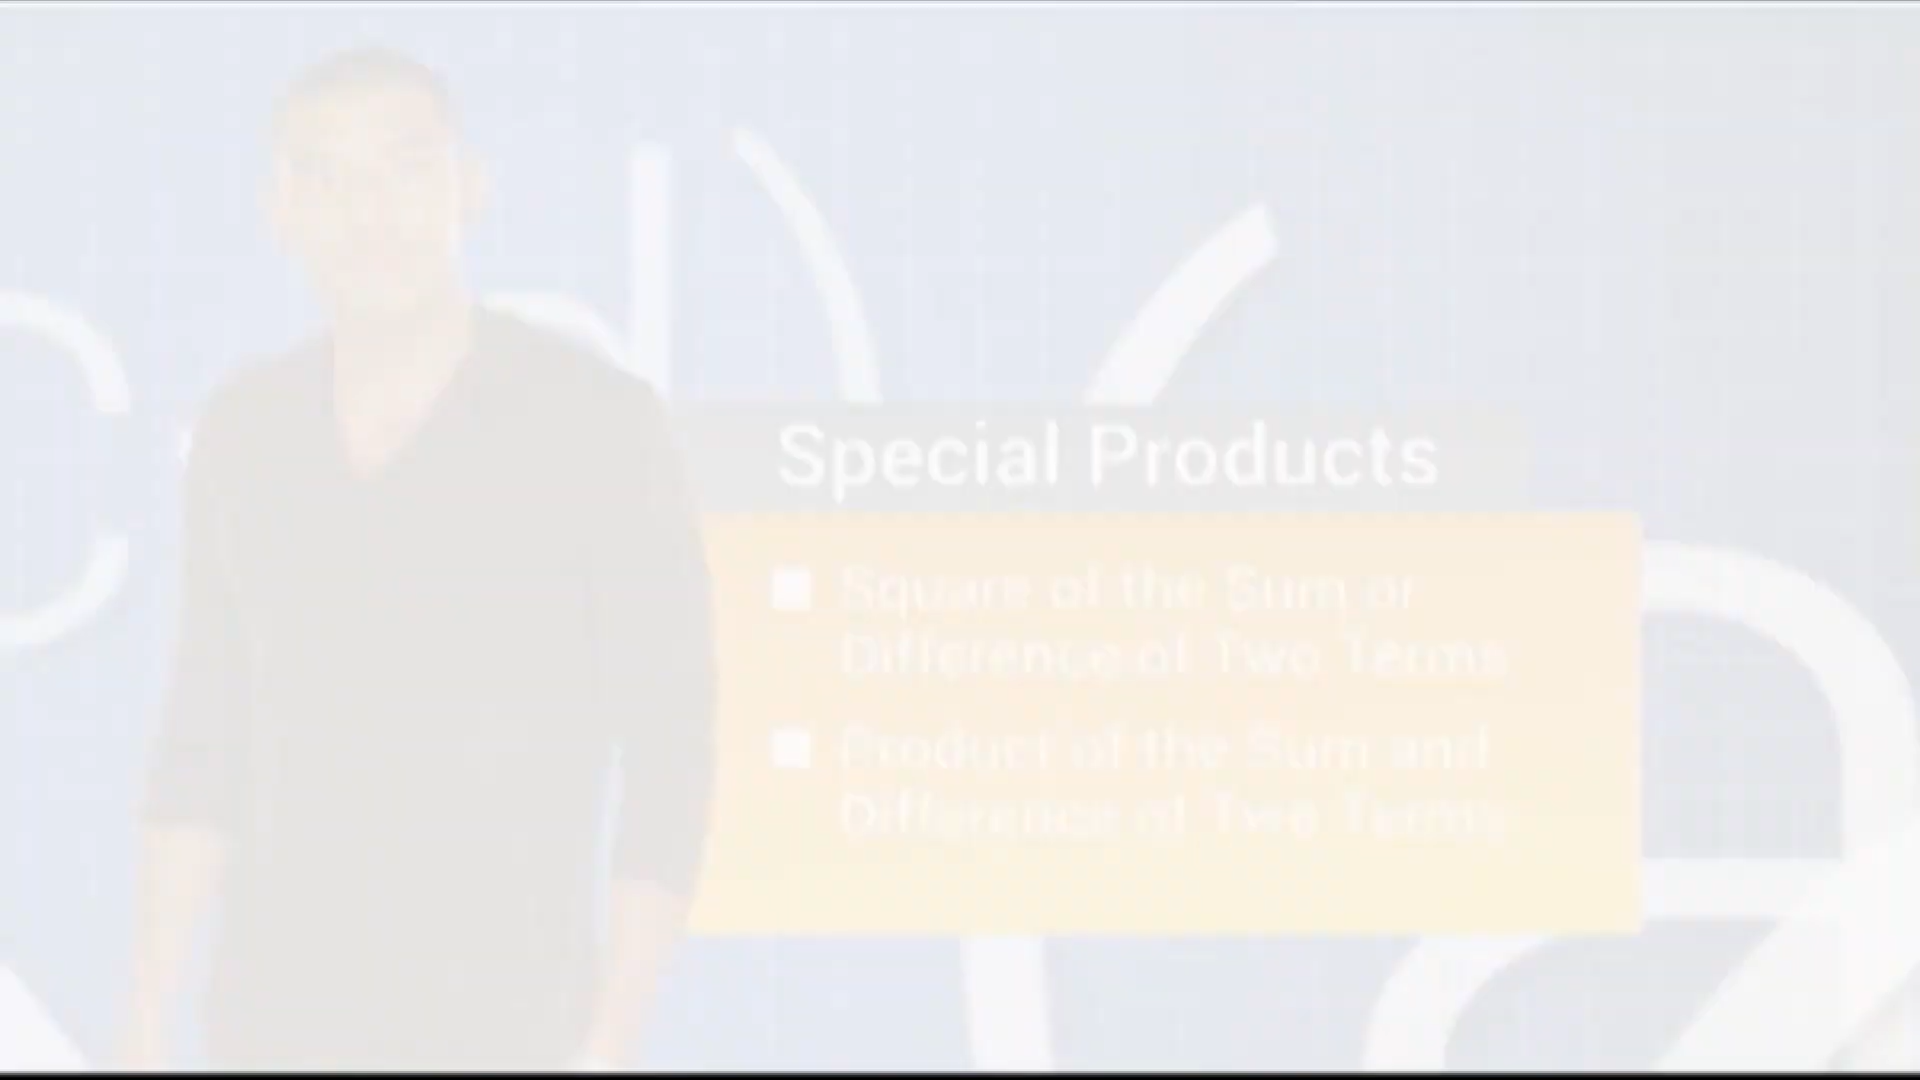 Special Products
Square of the Sum or
Difference of Two Terms
Product of the Sum and
Difference of Two Terms